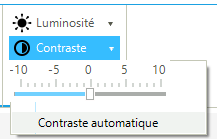 Luminosité
Contraste
-10 -5 0 5 10
Contraste automatique